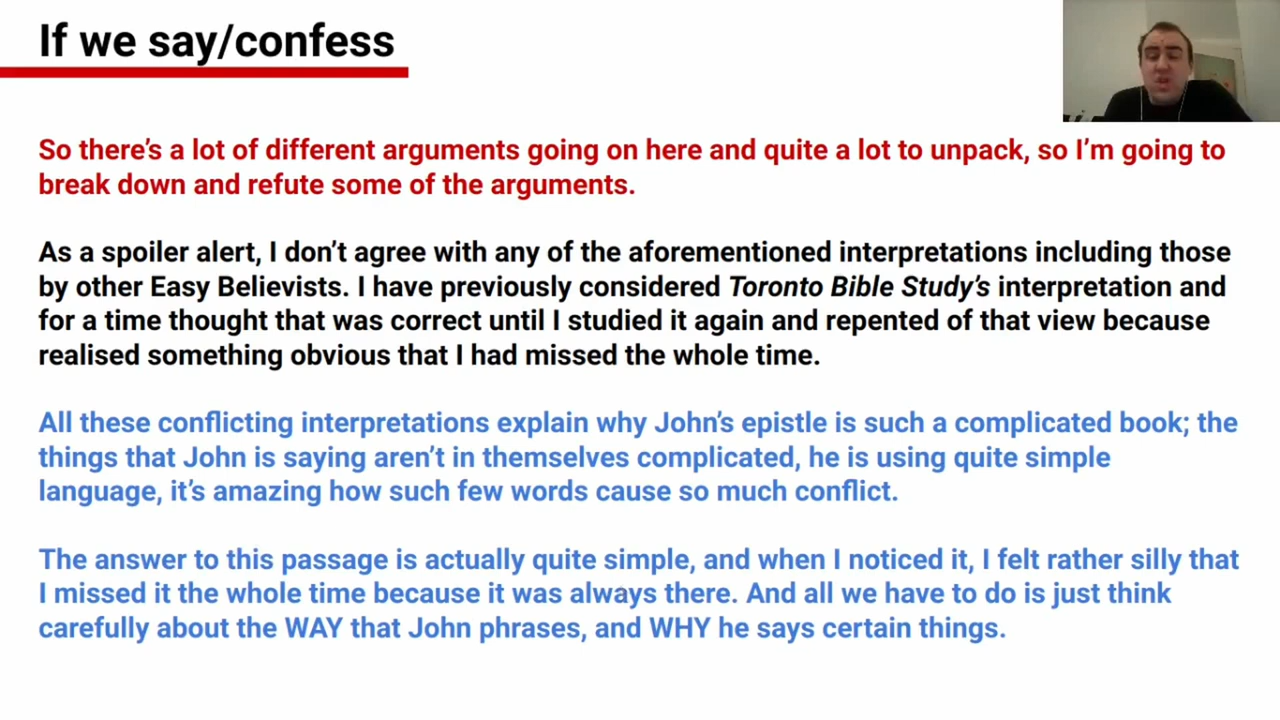 If we say/confess
So there's a lot of different arguments going on here and quite a lot to unpack, so I'm going to
break down and refute some of the arguments.
As a spoiler alert, I don't agree with any of the aforementioned interpretations including those
by other Easy Believists. I have previously considered Toronto Bible Study's interpretation and
for a time thought that was correct until I studied it again and repented of that view because
realised something obvious that I had missed the whole time.
All these conflicting interpretations explain why John's epistle is such a complicated book; the
things that John is saying aren't in themselves complicated, he is using quite simple
language, it's amazing how such few words cause so much conflict.
The answer to this passage is actually quite simple, and when I noticed it, I felt rather silly that
I missed it the whole time because it was always there. And all we have to do is just think
carefully about the WAY that John phrases, and WHY he says certain things.